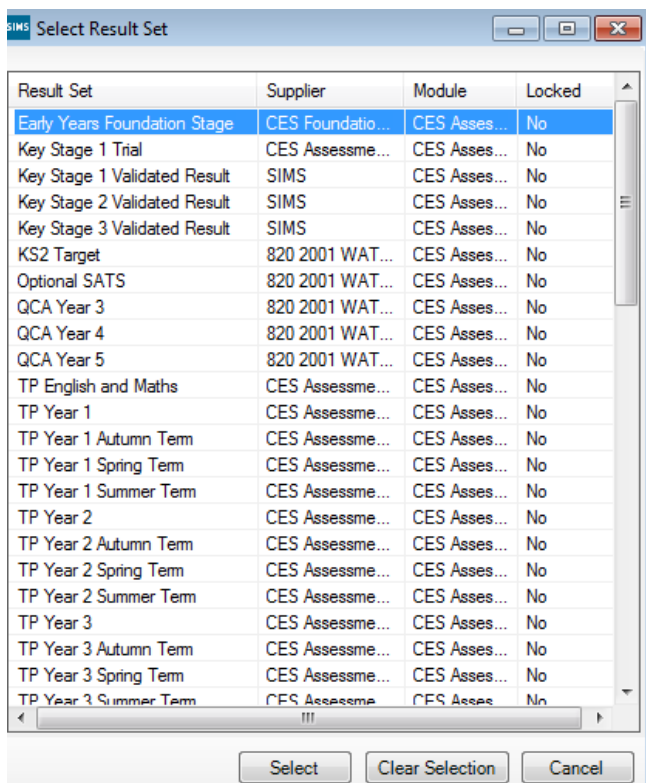 SIMS Select Result Set
Result Set Supplier Module Locked
Early Years Foundation Stage CES Foundatio... CES Asses... No
Key Stage 1 Trial CES Assessme... CES Asses... No
Key Stage 1 Validated Result SIMS CES Asses... No
Key Stage 2 Validated Result SIMS CES Asses... No
Key Stage 3 Validated Result SIMS CES Asses... No
KS2 Target 820 2001 WAT... CES Asses... No
Optional SATS 820 2001 WAT... CES Asses... No
QCA Year 3 820 2001 WAT... CES Asses... No
QCA Year 4 820 2001 WAT... CES Asses... No
QCA Year 5 820 2001 WAT... CES Asses... No
TP English and Maths CES Assessme... CES Asses... No
TP Year 1 CES Assessme... CES Asses... No
TP Year 1 Autumn Term CES Assessme... CES Asses... No
TP Year 1 Spring Term CES Assessme... CES Asses... No
TP Year 1 Summer Term CES Assessme... CES Asses... No
TP Year 2 CES Assessme... CES Asses... No
TP Year 2 Autumn Term CES Assessme... CES Asses... No
TP Year 2 Spring Term CES Assessme... CES Asses... No
TP Year 2 Summer Term CES Assessme... CES Asses... No
TP Year 3 CES Assessme... CES Asses... No
TP Year 3 Autumn Term CES Assessme... CES Asses... No
TP Year 3 Spring Term CES Assessme... CES Asses... No
TP Year 3 Summer Term CES Assessme... CES Asses... No
Select Clear Selection Cancel